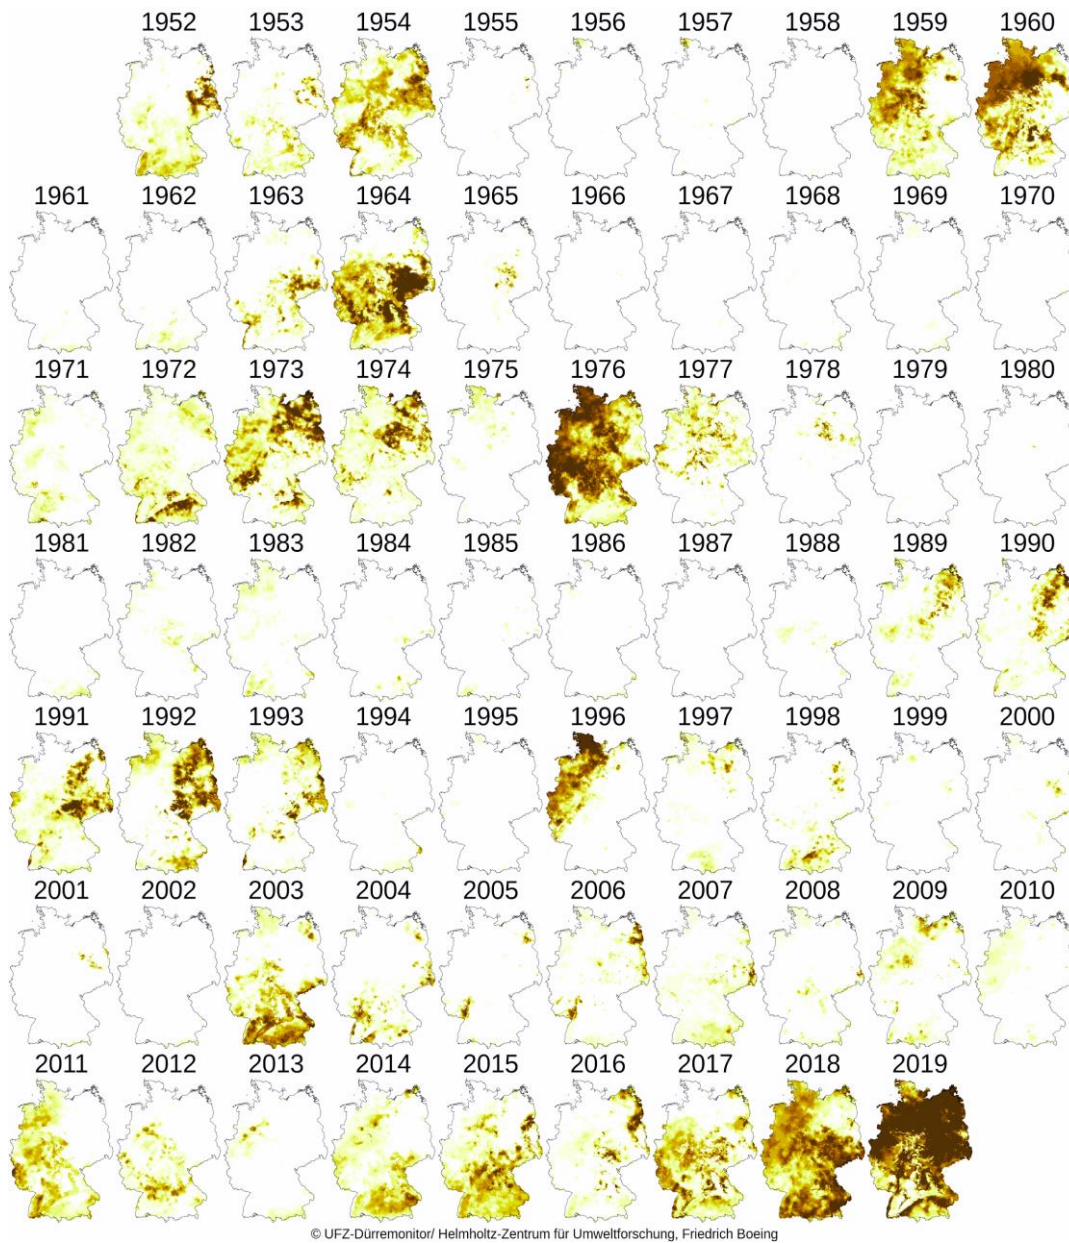 1952 1953 1954 1955 1956 1957 1958 1959 1960
1961 1962 1963 1964 1965 1966 1967 1968 1969 1970
1971 1972 1973 1974 1975 1976 1977 1978 1979 1980
1981 1982 1983 1984 1985 1986 1987 1988 1989 1990
1991 1992 1993 1994 1995 1996 1997 1998 1999 2000
2001 2002 2003 2004 2005 2006 2007 2008 2009 2010
2011 2012 2013 2014 2015 2016 2017 2018 2019
© UFZ-Dürremonitor/ Helmholtz-Zentrum für Umweltforschung, Friedrich Boeing